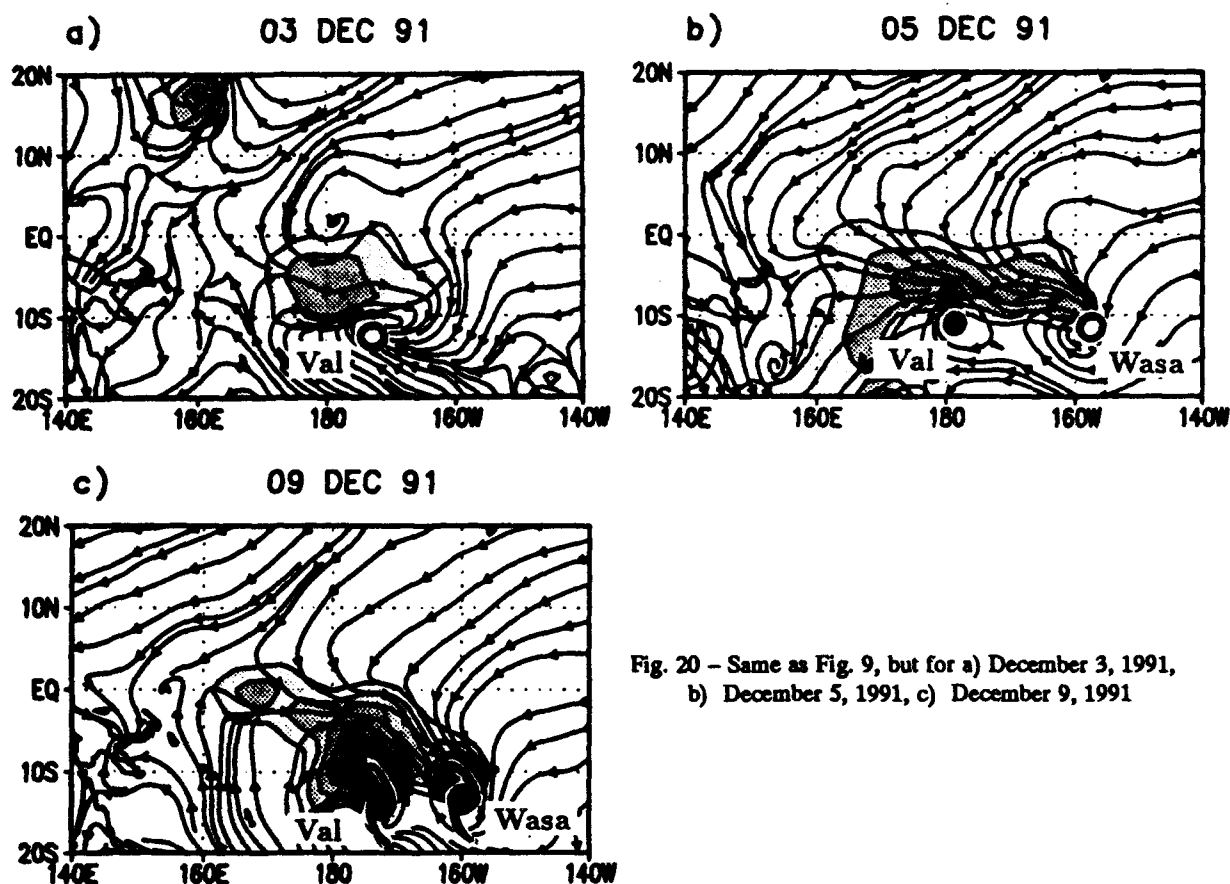 a) 03 DEC 91
20N
10N
EQ
10S
20S
140E 160E 180 160W 140W
Val
b) 05 DEC 91
20N
10N
EQ
10S
20S
140E 160E 180 160W 140W
Val Wasa
c) 09 DEC 91
20N
10N
EQ
10S
20S
140E 160E 180 160W 140W
Val Wasa
Fig. 20 – Same as Fig. 9, but for a) December 3, 1991,
b) December 5, 1991, c) December 9, 1991